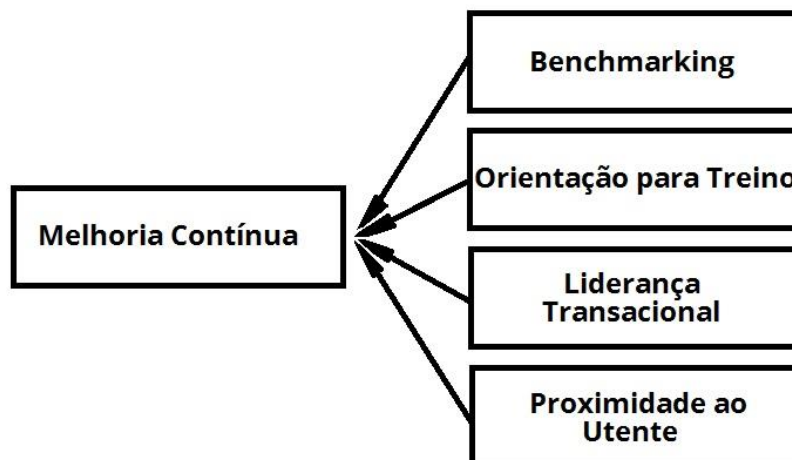 Benchmarking
Orientação para Treino
Melhoria Contínua
Liderança
Transacional
Proximidade ao
Utente